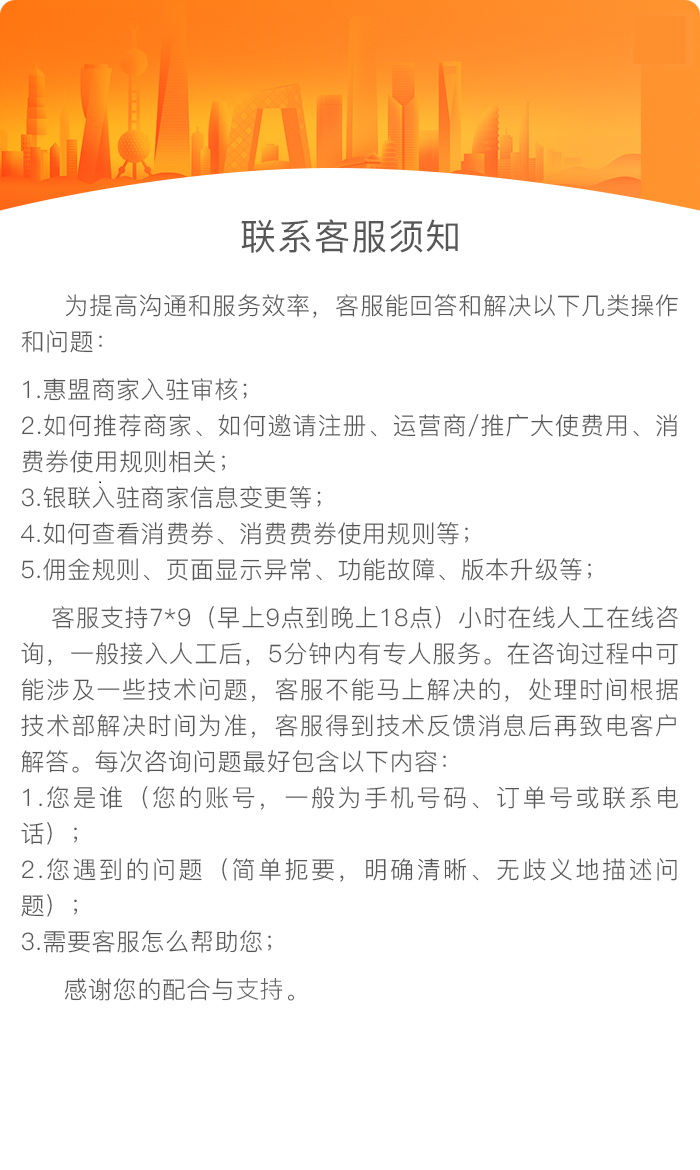 联系客服须知
为提高沟通和服务效率，客服能回答和解决以下几类操作
和问题：
1.惠盟商家入驻审核；
2.如何推荐商家、如何邀请注册、运营商/推广大使费用、消
费券使用规则相关；
3.银联入驻商家信息变更等；
4.如何查看消费券、消费费券使用规则等；
5.佣金规则、页面显示异常、功能故障、版本升级等；
客服支持7*9（早上9点到晚上18点）小时在线人工在线咨
询，一般接入人工后，5分钟内有专人服务。在咨询过程中可
能涉及一些技术问题，客服不能马上解决的，处理时间根据
技术部解决时间为准，客服得到技术反馈消息后再致电客户
解答。每次咨询问题最好包含以下内容：
1.您是谁（您的账号，一般为手机号码、订单号或联系电
话）；
2.您遇到的问题（简单扼要，明确清晰、无歧义地描述问
题）；
3.需要客服怎么帮助您；
感谢您的配合与支持。